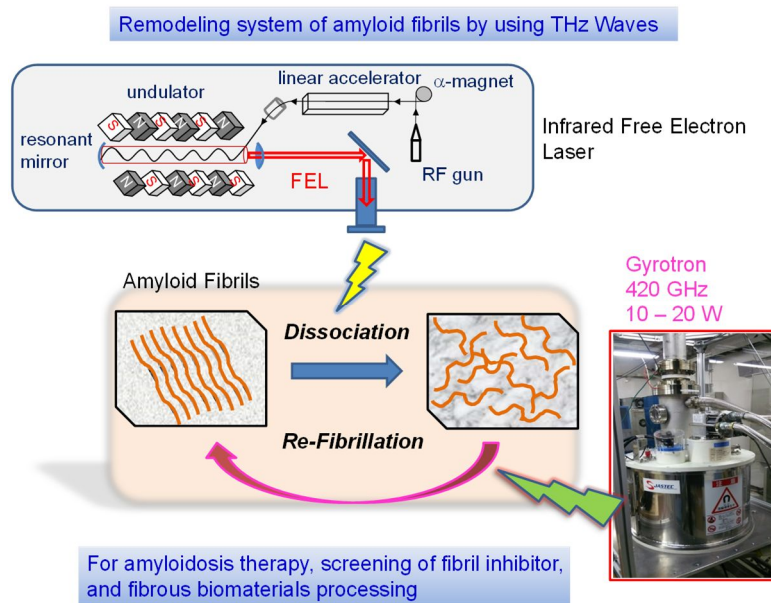 Remodeling system of amyloid fibrils by using THz Waves
undulator
linear accelerator
α-magnet
S N S N S N
resonant
mirror
Infrared Free Electron
Laser
FEL
RF gun
N S N S N S
Amyloid Fibrils
Gyrotron
420 GHz
10 – 20 W
Dissociation
Re-Fibrillation
JASTEC
For amyloidosis therapy, screening of fibril inhibitor,
and fibrous biomaterials processing